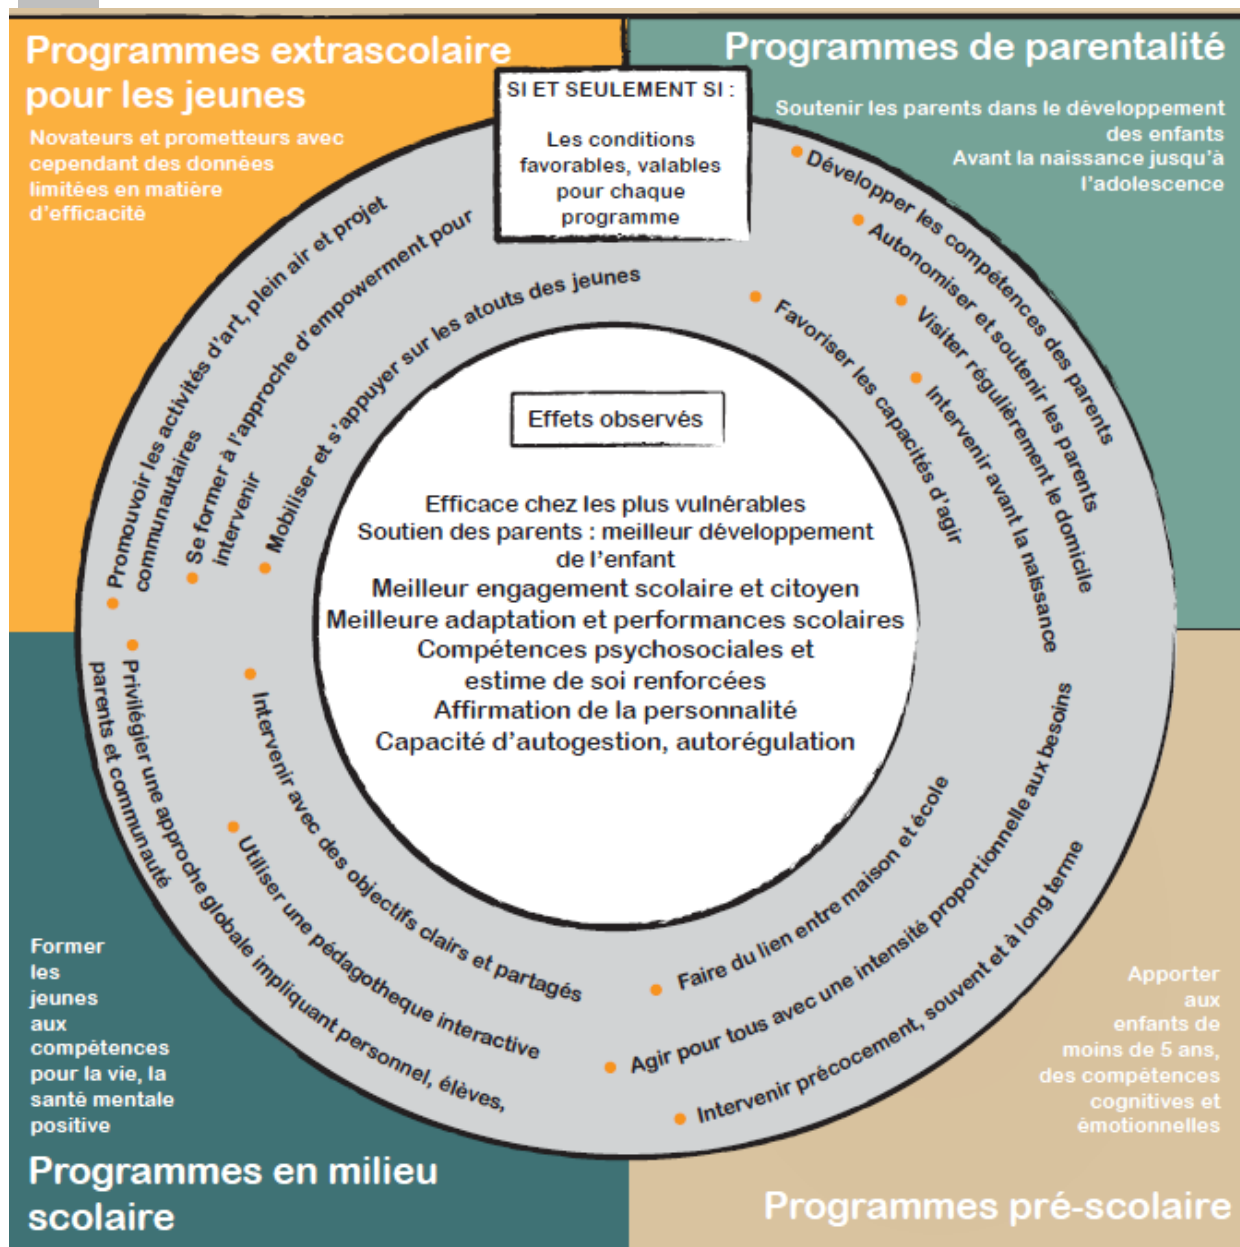 Programmes extrascolaire
pour les jeunes
Novateurs et prometteurs avec
cependant des données
limitées en matière
d'efficacité
Programmes de parentalité
Soutenir les parents dans le développement
des enfants
Avant la naissance jusqu'à
l'adolescence
SI ET SEULEMENT SI :
Les conditions
favorables, valables
pour chaque
programme
Promouvoir les activités d'art, plein air et projet
communautaires
Se former à l'approche d'empowerment pour
intervenir
Mobiliser et s'appuyer sur les atouts des jeunes
Développer les compétences des parents
Autonomiser et soutenir les parents
Visiter régulièrement le domicile
Intervenir avant la naissance
Favoriser les capacités d'agir
Effets observés
Efficace chez les plus vulnérables
Soutien des parents : meilleur développement
de l'enfant
Meilleur engagement scolaire et citoyen
Meilleure adaptation et performances scolaires
Compétences psychosociales et
estime de soi renforcées
Affirmation de la personnalité
Capacité d'autogestion, autorégulation
Privilégier une approche globale impliquant personnel, élèves,
parents et communauté
Intervenir avec des objectifs clairs et partagés
Utiliser une pédagotheque interactive
Faire du lien entre maison et école
Agir pour tous avec une intensité proportionnelle aux besoins
Intervenir précocement, souvent et à long terme
Former
les
jeunes
aux
compétences
pour la vie, la
santé mentale
positive
Programmes en milieu
scolaire
Apporter
aux
enfants de
moins de 5 ans,
des compétences
cognitives et
émotionnelles
Programmes pré-scolaire